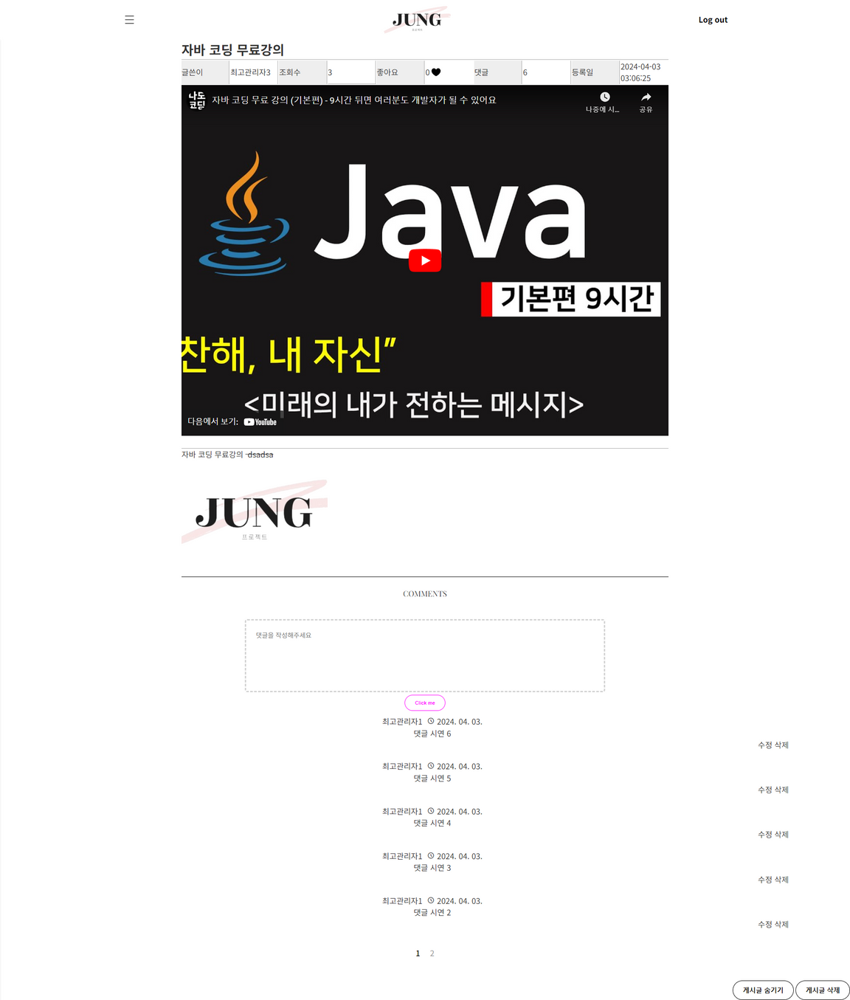 JUNG
프로젝트
Log out
자바 코딩 무료강의
글쓴이 최고관리자3 조회수 3 좋아요 0 댓글 6 등록일 2024-04-03 03:06:25
나도코딩
자바 코딩 무료 강의 (기본편) - 9시간 뒤면 여러분도 개발자가 될 수 있어요
나중에 시... 공유
Java
기본편 9시간
찬해, 내 자신”
<미래의 내가 전하는 메시지>
다음에서 보기: YouTube
자바 코딩 무료강의 dsadsa
JUNG
프로젝트
COMMENTS
댓글을 작성해주세요
Click me
최고관리자1 2024. 04. 03.
댓글 시연 6
수정 삭제
최고관리자1 2024. 04. 03.
댓글 시연 5
수정 삭제
최고관리자1 2024. 04. 03.
댓글 시연 4
수정 삭제
최고관리자1 2024. 04. 03.
댓글 시연 3
수정 삭제
최고관리자1 2024. 04. 03.
댓글 시연 2
수정 삭제
1 2
게시글 숨기기 게시글 삭제